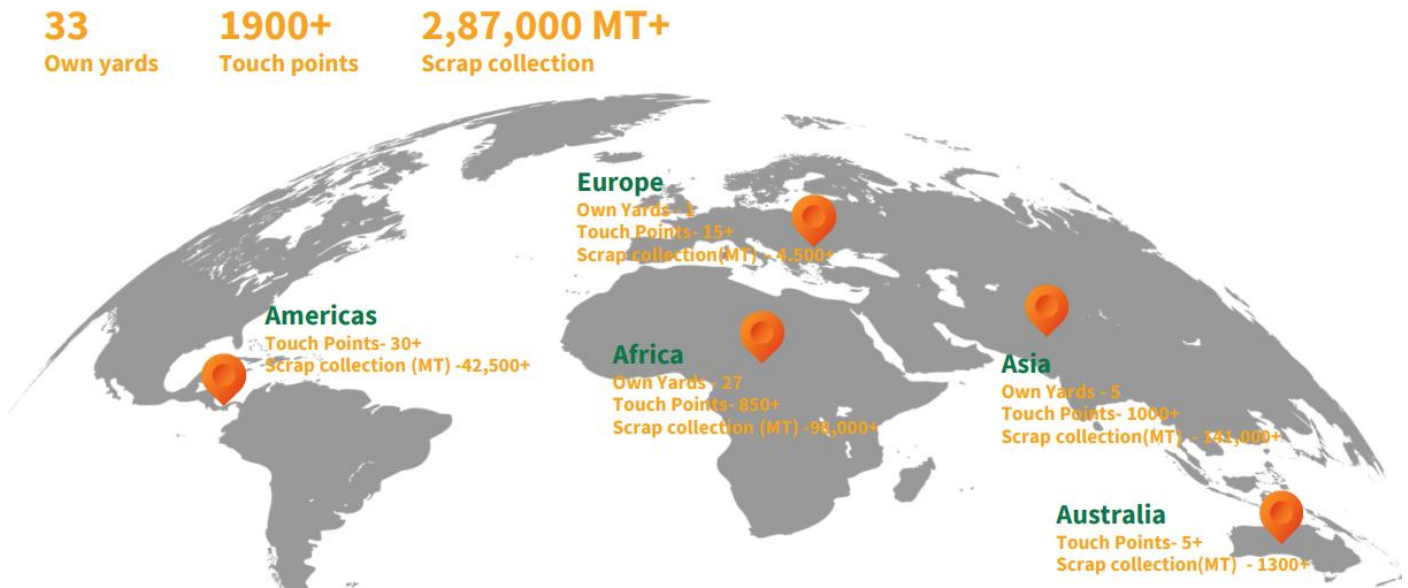 33
Own yards
1900+
Touch points
2,87,000 MT+
Scrap collection
Europe
Own Yards - 1
Touch Points- 15+
Scrap collection(MT) - 4,500+
Americas
Touch Points- 30+
Scrap collection (MT) -42,500+
Africa
Own Yards - 27
Touch Points- 850+
Scrap collection (MT) -98,000+
Asia
Own Yards - 5
Touch Points- 1000+
Scrap collection(MT) - 141,000+
Australia
Touch Points- 5+
Scrap collection(MT) - 1300+